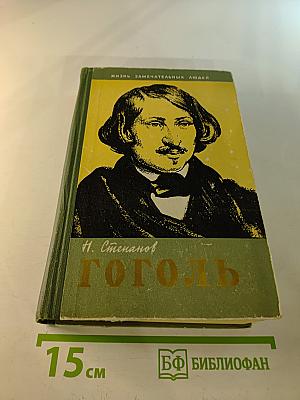 ЖИЗНЬ ЗАМЕЧАТЕЛЬНЫХ ЛЮДЕЙ
Н. Степанов
ГОГОЛЬ
15 см
БФ БИБЛИОФАН